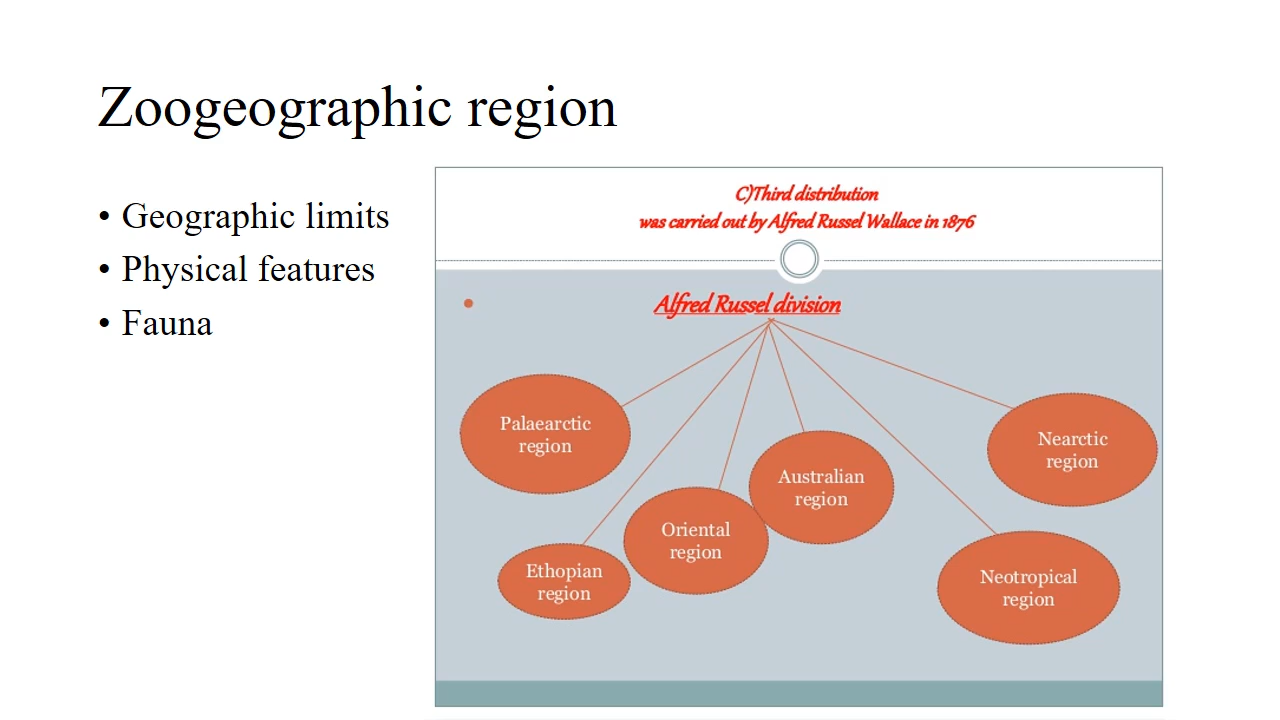 Zoogeographic region
• Geographic limits
• Physical features
• Fauna
C)Third distribution
was carried out by Alfred Russel Wallace in 1876
Alfred Russel division
Palaearctic
region
Ethopian
region
Oriental
region
Australian
region
Neotropical
region
Nearctic
region